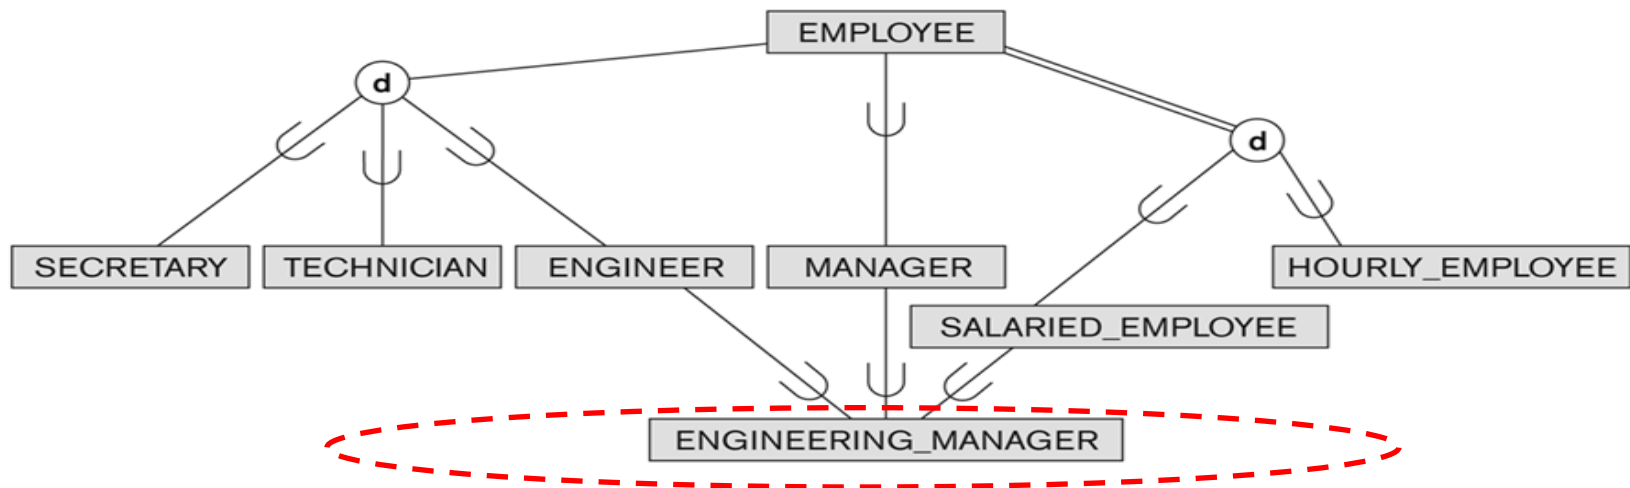 EMPLOYEE
d
d
SECRETARY
TECHNICIAN
ENGINEER
MANAGER
HOURLY_EMPLOYEE
SALARIED_EMPLOYEE
ENGINEERING_MANAGER